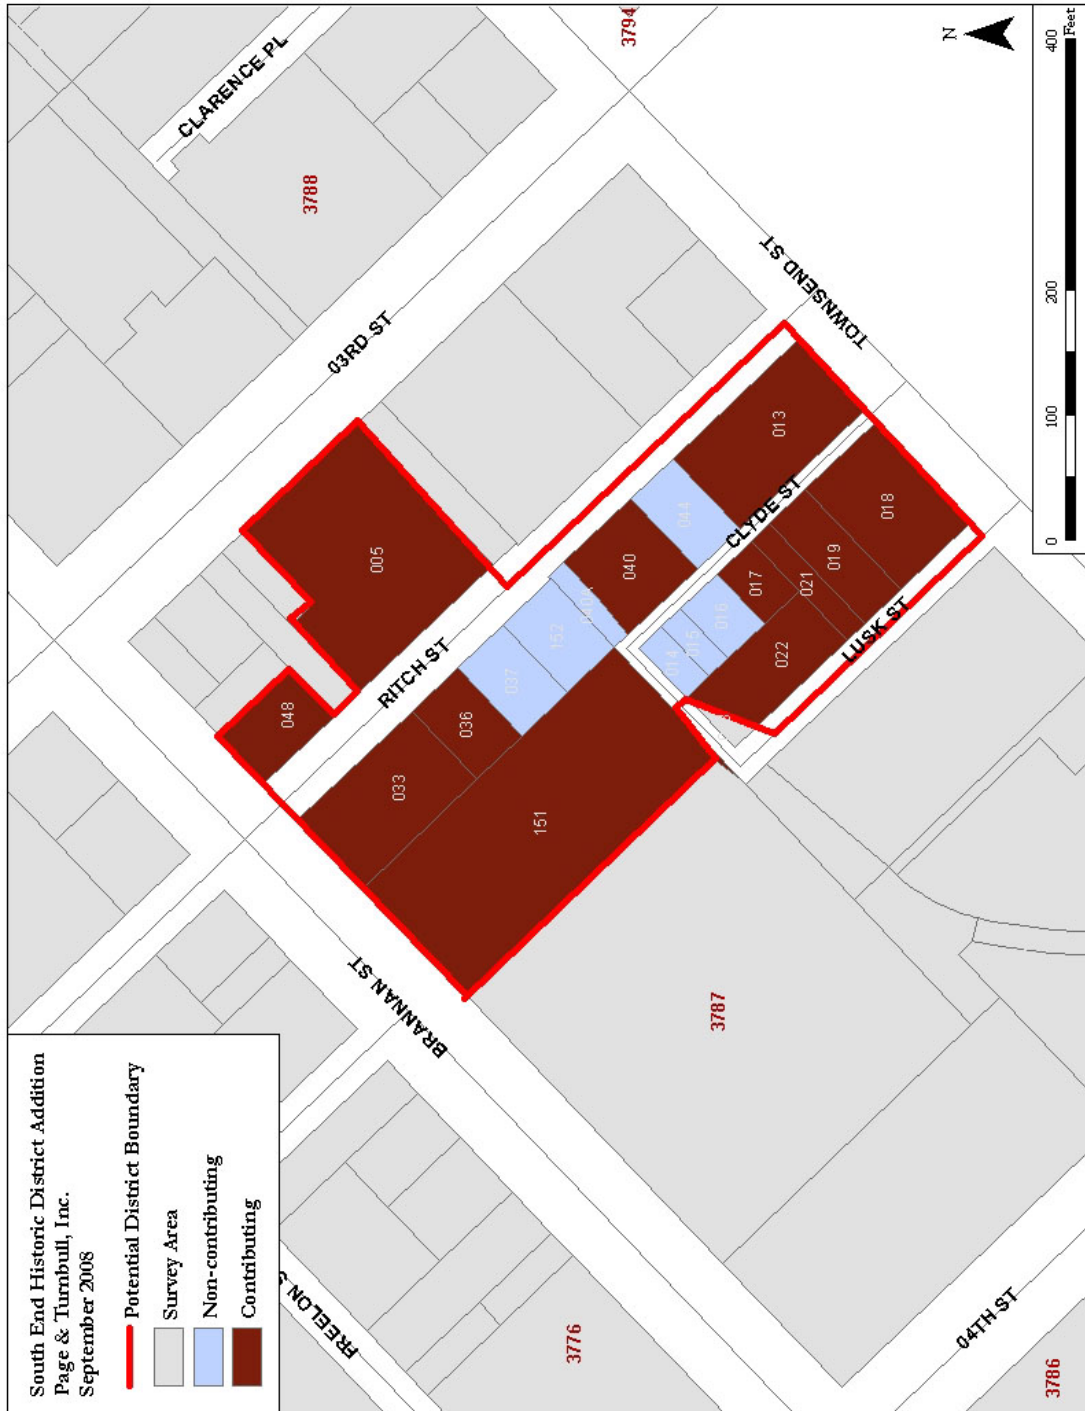 South End Historic District Addition
Page & Turnbull, Inc.
September 2008
Potential District Boundary
Survey Area
Non-contributing
Contributing
FREELON S
BRANNAN ST
RITCH ST
03RD ST
CLARENCE PL
TOWNSEND ST
CLYDE ST
LUSK ST
04TH ST
3776
3786
3787
3788
3794
048
005
033
036
037
151
152
040A
040
044
013
014
015
016
017
018
019
021
022
N
0
100
200
400
Feet